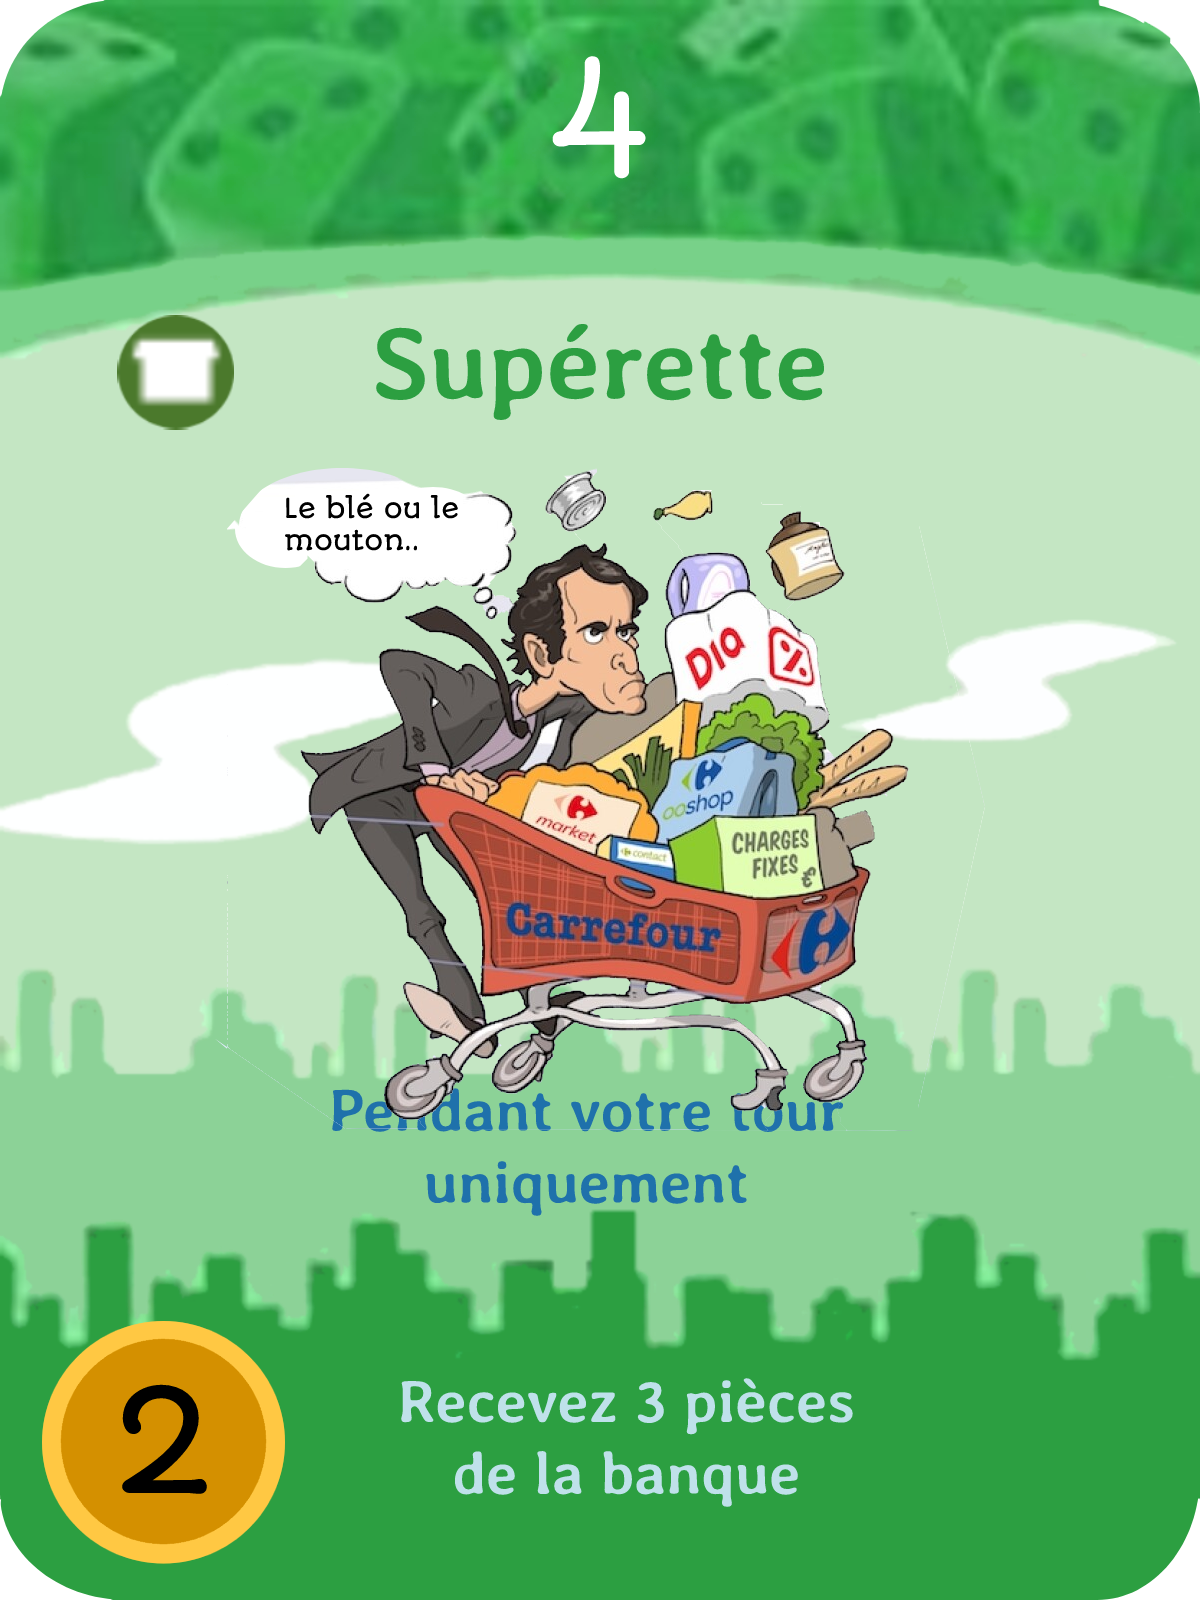 4
Supérette
Le blé ou le
mouton..
DIA
%
ooshop
market
contact
CHARGES
FIXES
€
Carrefour
Pendant votre tour
uniquement
2
Recevez 3 pièces
de la banque